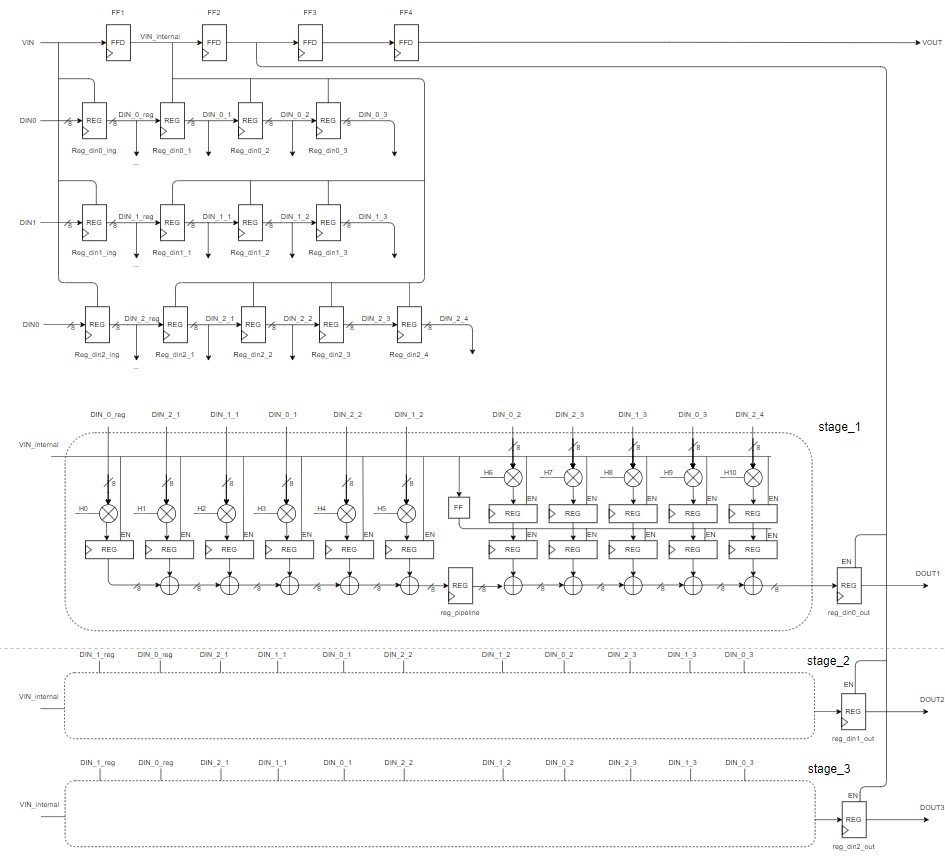 FF1 FF2 FF3 FF4
VIN FFD VIN_internal FFD FFD FFD VOUT
DIN0 8 REG 8 DIN_0_reg REG 8 DIN_0_1 REG 8 DIN_0_2 REG 8 DIN_0_3
Reg_din0_ing Reg_din0_1 Reg_din0_2 Reg_din0_3
...
DIN1 8 REG 8 DIN_1_reg REG 8 DIN_1_1 REG 8 DIN_1_2 REG 8 DIN_1_3
Reg_din1_ing Reg_din1_1 Reg_din1_2 Reg_din1_3
...
DIN0 8 REG 8 DIN_2_reg REG 8 DIN_2_1 REG 8 DIN_2_2 REG 8 DIN_2_3 REG 8 DIN_2_4
Reg_din2_ing Reg_din2_1 Reg_din2_2 Reg_din2_3 Reg_din2_4
...
DIN_0_reg DIN_2_1 DIN_1_1 DIN_0_1 DIN_2_2 DIN_1_2 DIN_0_2 DIN_2_3 DIN_1_3 DIN_0_3 DIN_2_4
stage_1
VIN_internal 8 8 8 8 8
H6 H7 H8 H9 H10
8 8 8 8 8 8
EN EN EN EN EN
H0 H1 H2 H3 H4 H5 FF REG REG REG REG REG
EN EN EN EN EN EN EN EN EN EN EN
REG REG REG REG REG REG REG REG REG REG REG
EN
8 8 8 8 8 8 REG 8 8 8 8 8 8 REG DOUT1
reg_pipeline reg_din0_out
DIN_1_reg DIN_0_reg DIN_2_1 DIN_1_1 DIN_0_1 DIN_2_2 DIN_1_2 DIN_0_2 DIN_2_3 DIN_1_3 DIN_0_3 stage_2
EN
VIN_internal REG DOUT2
reg_din1_out
DIN_1_reg DIN_0_reg DIN_2_1 DIN_1_1 DIN_0_1 DIN_2_2 DIN_1_2 DIN_0_2 DIN_2_3 DIN_1_3 DIN_0_3 stage_3
EN
VIN_internal REG DOUT3
reg_din2_out